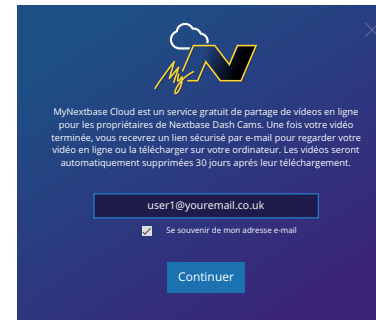 My N
MyNextbase Cloud est un service gratuit de partage de vídeos en ligne
pour les propriétaires de Nextbase Dash Cams. Une fois votre vidéo
terminée, vous recevrez un lien sécurisé par e-mail pour regarder votre
vidéo en ligne ou la télécharger sur votre ordinateur. Les vidéos seront
automatiquement supprimées 30 jours aprés leur téléchargement.
user1@youremail.co.uk
Se souvenir de mon adresse e-mail
Continuer